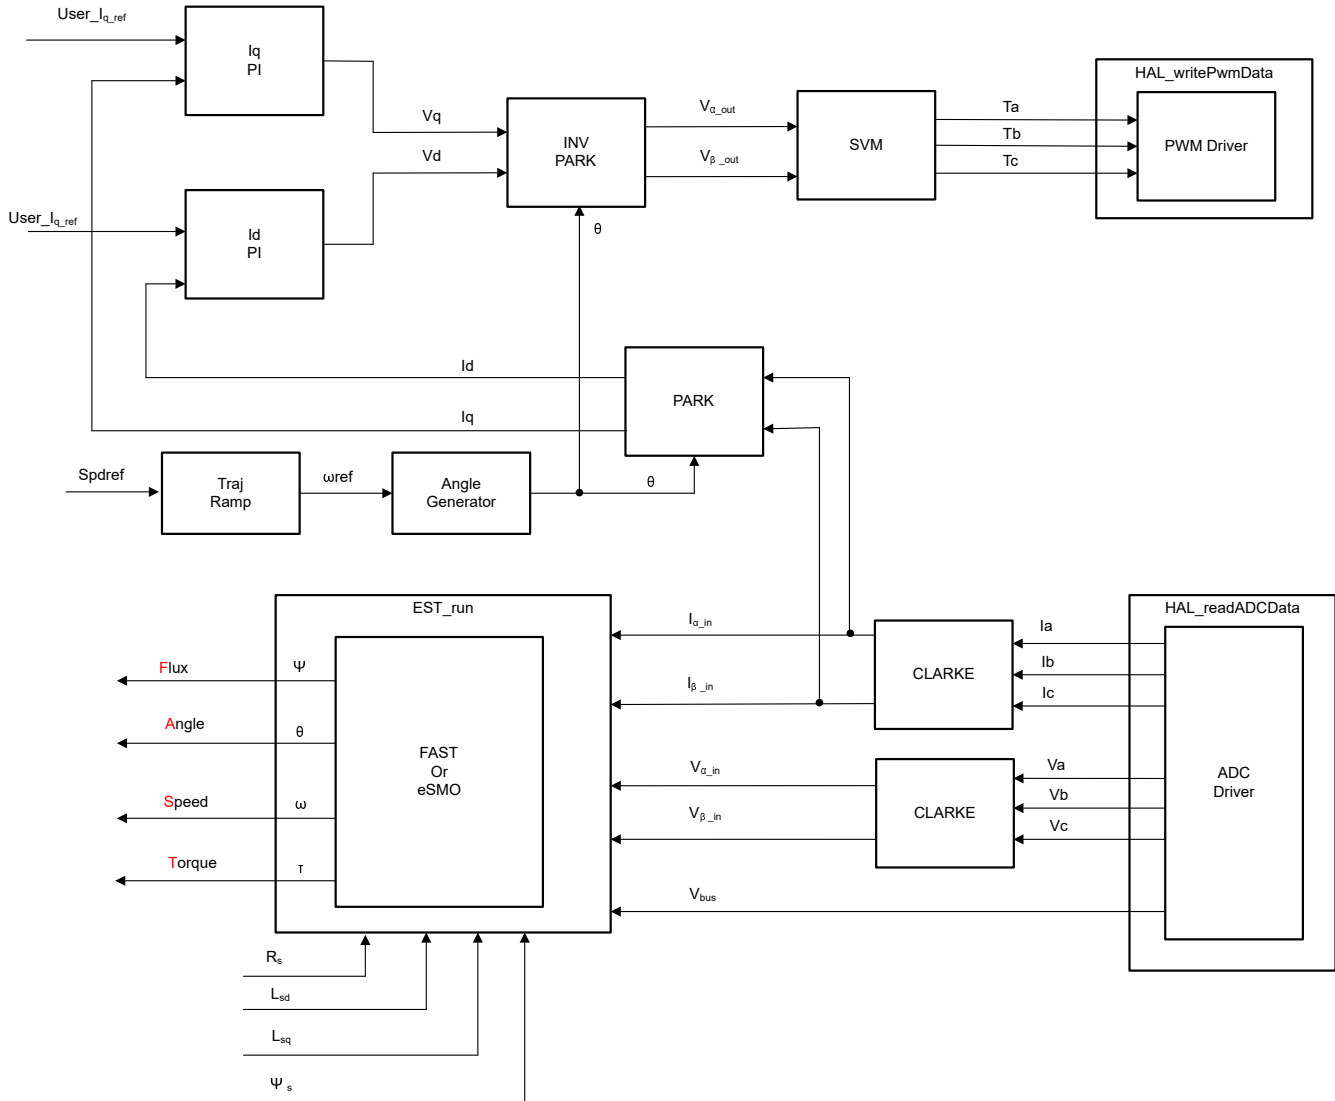 User_Iq_ref
Iq
PI
HAL_writePwmData
Vq
Vα_out
Ta
INV
PARK
SVM
Tb
PWM Driver
Vd
Vβ_out
Tc
User_Iq_ref
Id
PI
θ
Id
PARK
Iq
Spdref
Traj
Ramp
ωref
Angle
Generator
θ
EST_run
HAL_readADCData
Iα_in
Ia
Flux
Ψ
Iβ_in
CLARKE
Ib
Ic
Angle
θ
FAST
Or
eSMO
Vα_in
Va
ADC
Driver
Speed
ω
Vβ_in
CLARKE
Vb
Vc
Torque
τ
Vbus
Rs
Lsd
Lsq
Ψs